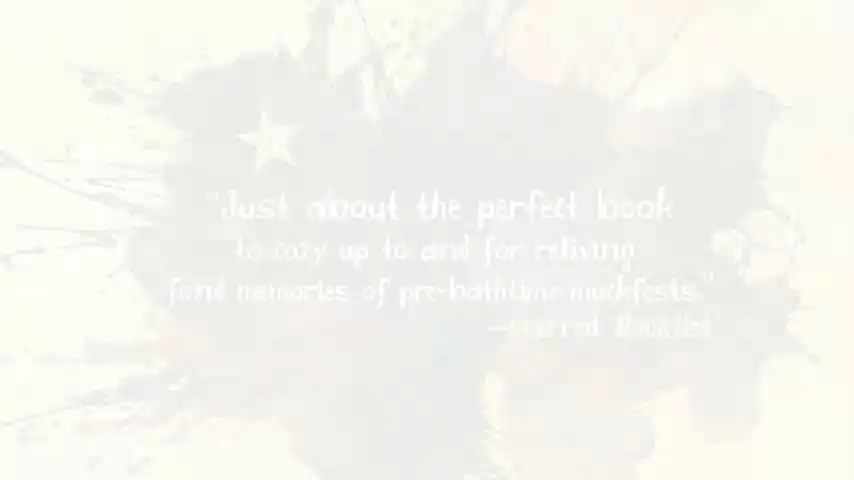 "Just about the perfect book
to cozy up to and for reliving
fond memories of pre-bathtime muckfests."
—starred Booklist